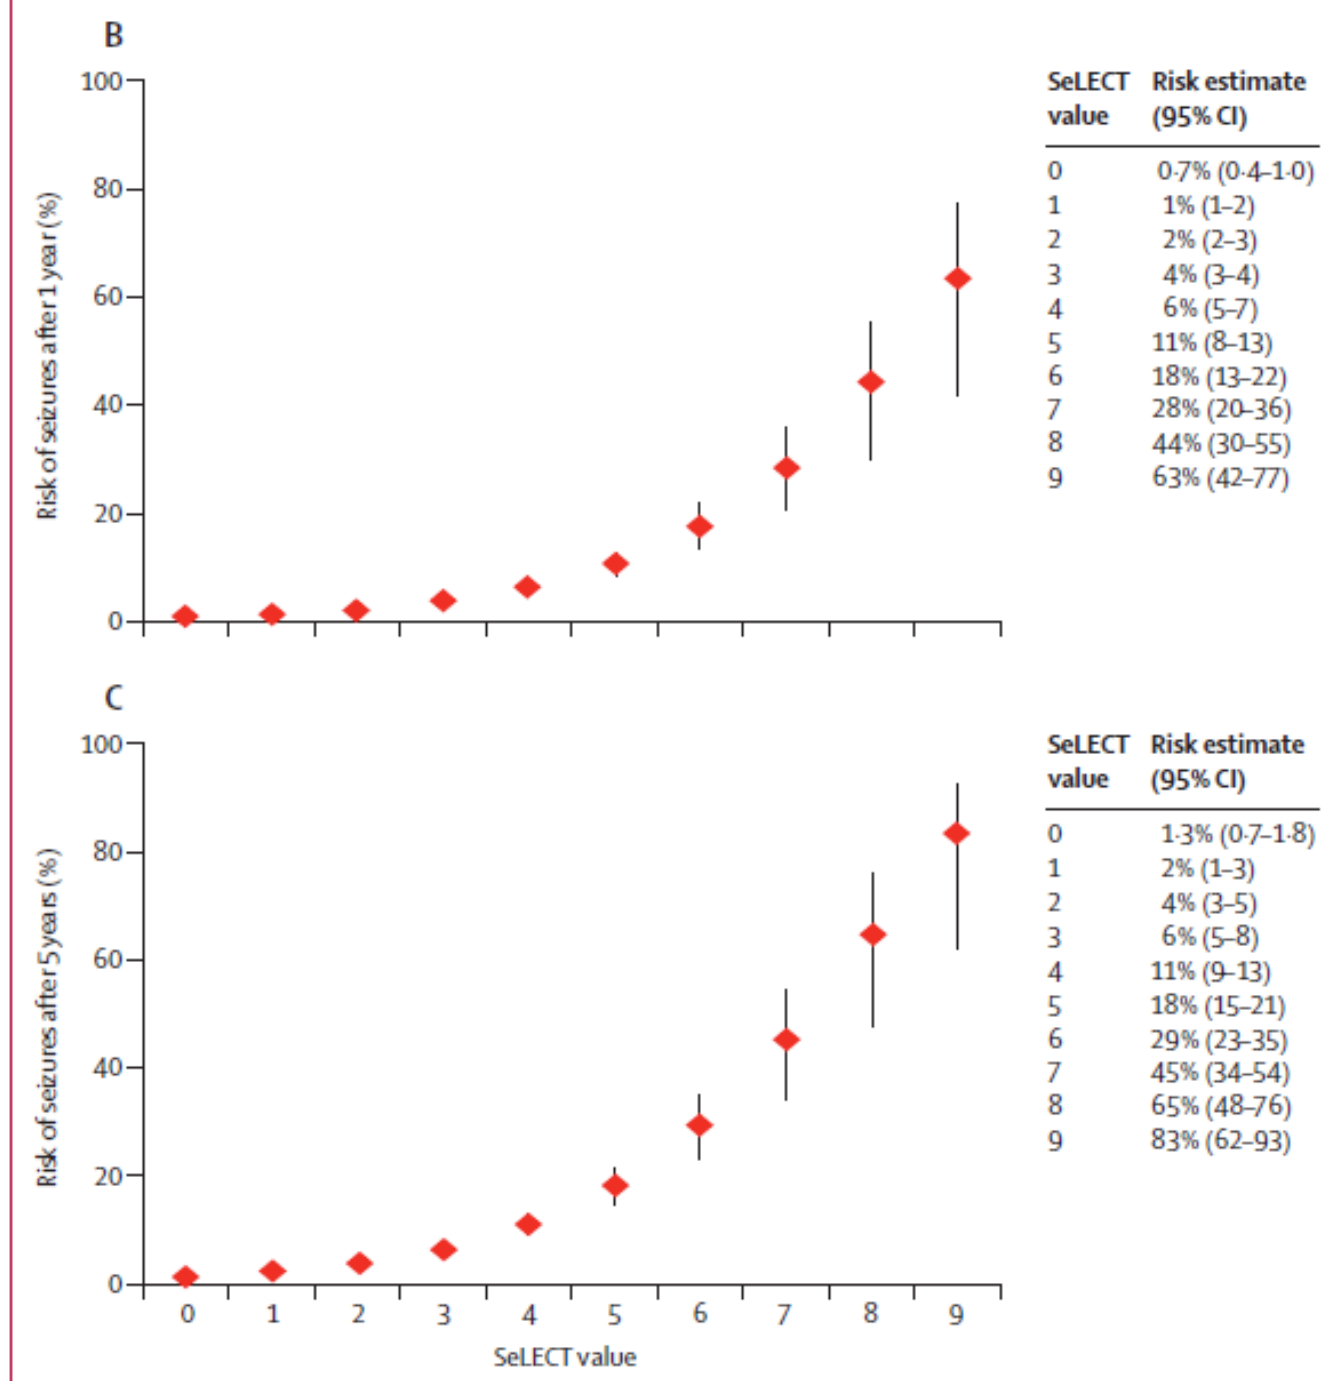 B
100
80
60
40
20
0
Risk of seizures after 1 year (%)
SeLECT value Risk estimate (95% CI)
0 0·7% (0·4–1·0)
1 1% (1–2)
2 2% (2–3)
3 4% (3–4)
4 6% (5–7)
5 11% (8–13)
6 18% (13–22)
7 28% (20–36)
8 44% (30–55)
9 63% (42–77)
C
100
80
60
40
20
0
Risk of seizures after 5 years (%)
0 1 2 3 4 5 6 7 8 9
SeLECT value
SeLECT value Risk estimate (95% CI)
0 1·3% (0·7–1·8)
1 2% (1–3)
2 4% (3–5)
3 6% (5–8)
4 11% (9–13)
5 18% (15–21)
6 29% (23–35)
7 45% (34–54)
8 65% (48–76)
9 83% (62–93)